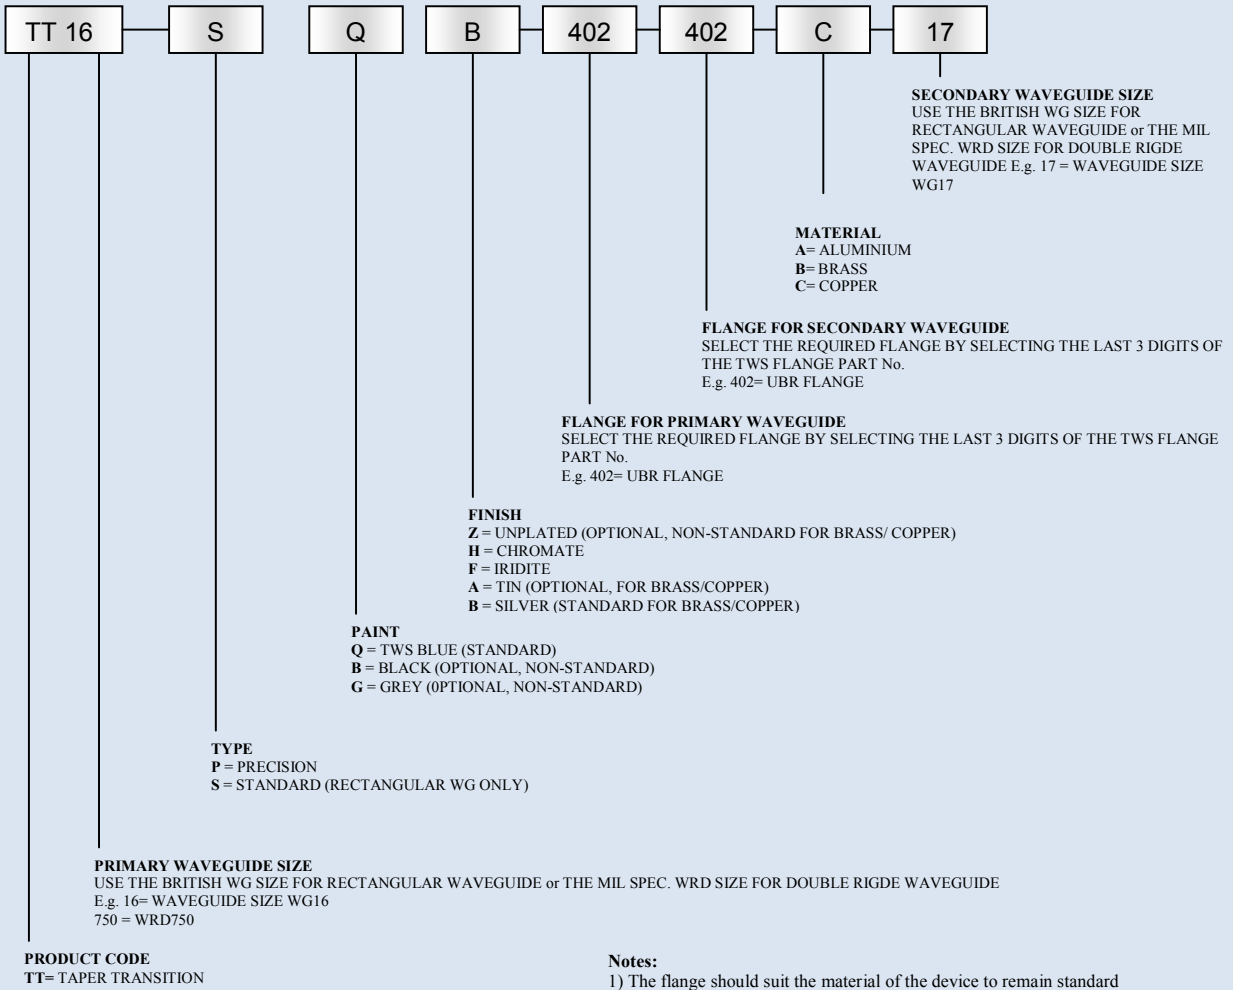 TT 16 S Q B 402 402 C 17
SECONDARY WAVEGUIDE SIZE
USE THE BRITISH WG SIZE FOR
RECTANGULAR WAVEGUIDE or THE MIL
SPEC. WRD SIZE FOR DOUBLE RIGDE
WAVEGUIDE E.g. 17 = WAVEGUIDE SIZE
WG17
MATERIAL
A= ALUMINIUM
B= BRASS
C= COPPER
FLANGE FOR SECONDARY WAVEGUIDE
SELECT THE REQUIRED FLANGE BY SELECTING THE LAST 3 DIGITS OF
THE TWS FLANGE PART No.
E.g. 402= UBR FLANGE
FLANGE FOR PRIMARY WAVEGUIDE
SELECT THE REQUIRED FLANGE BY SELECTING THE LAST 3 DIGITS OF THE TWS FLANGE
PART No.
E.g. 402= UBR FLANGE
FINISH
Z = UNPLATED (OPTIONAL, NON-STANDARD FOR BRASS/ COPPER)
H = CHROMATE
F = IRIDITE
A = TIN (OPTIONAL, FOR BRASS/COPPER)
B = SILVER (STANDARD FOR BRASS/COPPER)
PAINT
Q = TWS BLUE (STANDARD)
B = BLACK (OPTIONAL, NON-STANDARD)
G = GREY (0PTIONAL, NON-STANDARD)
TYPE
P = PRECISION
S = STANDARD (RECTANGULAR WG ONLY)
PRIMARY WAVEGUIDE SIZE
USE THE BRITISH WG SIZE FOR RECTANGULAR WAVEGUIDE or THE MIL SPEC. WRD SIZE FOR DOUBLE RIGDE WAVEGUIDE
E.g. 16= WAVEGUIDE SIZE WG16
750 = WRD750
PRODUCT CODE
TT= TAPER TRANSITION
Notes:
1) The flange should suit the material of the device to remain standard